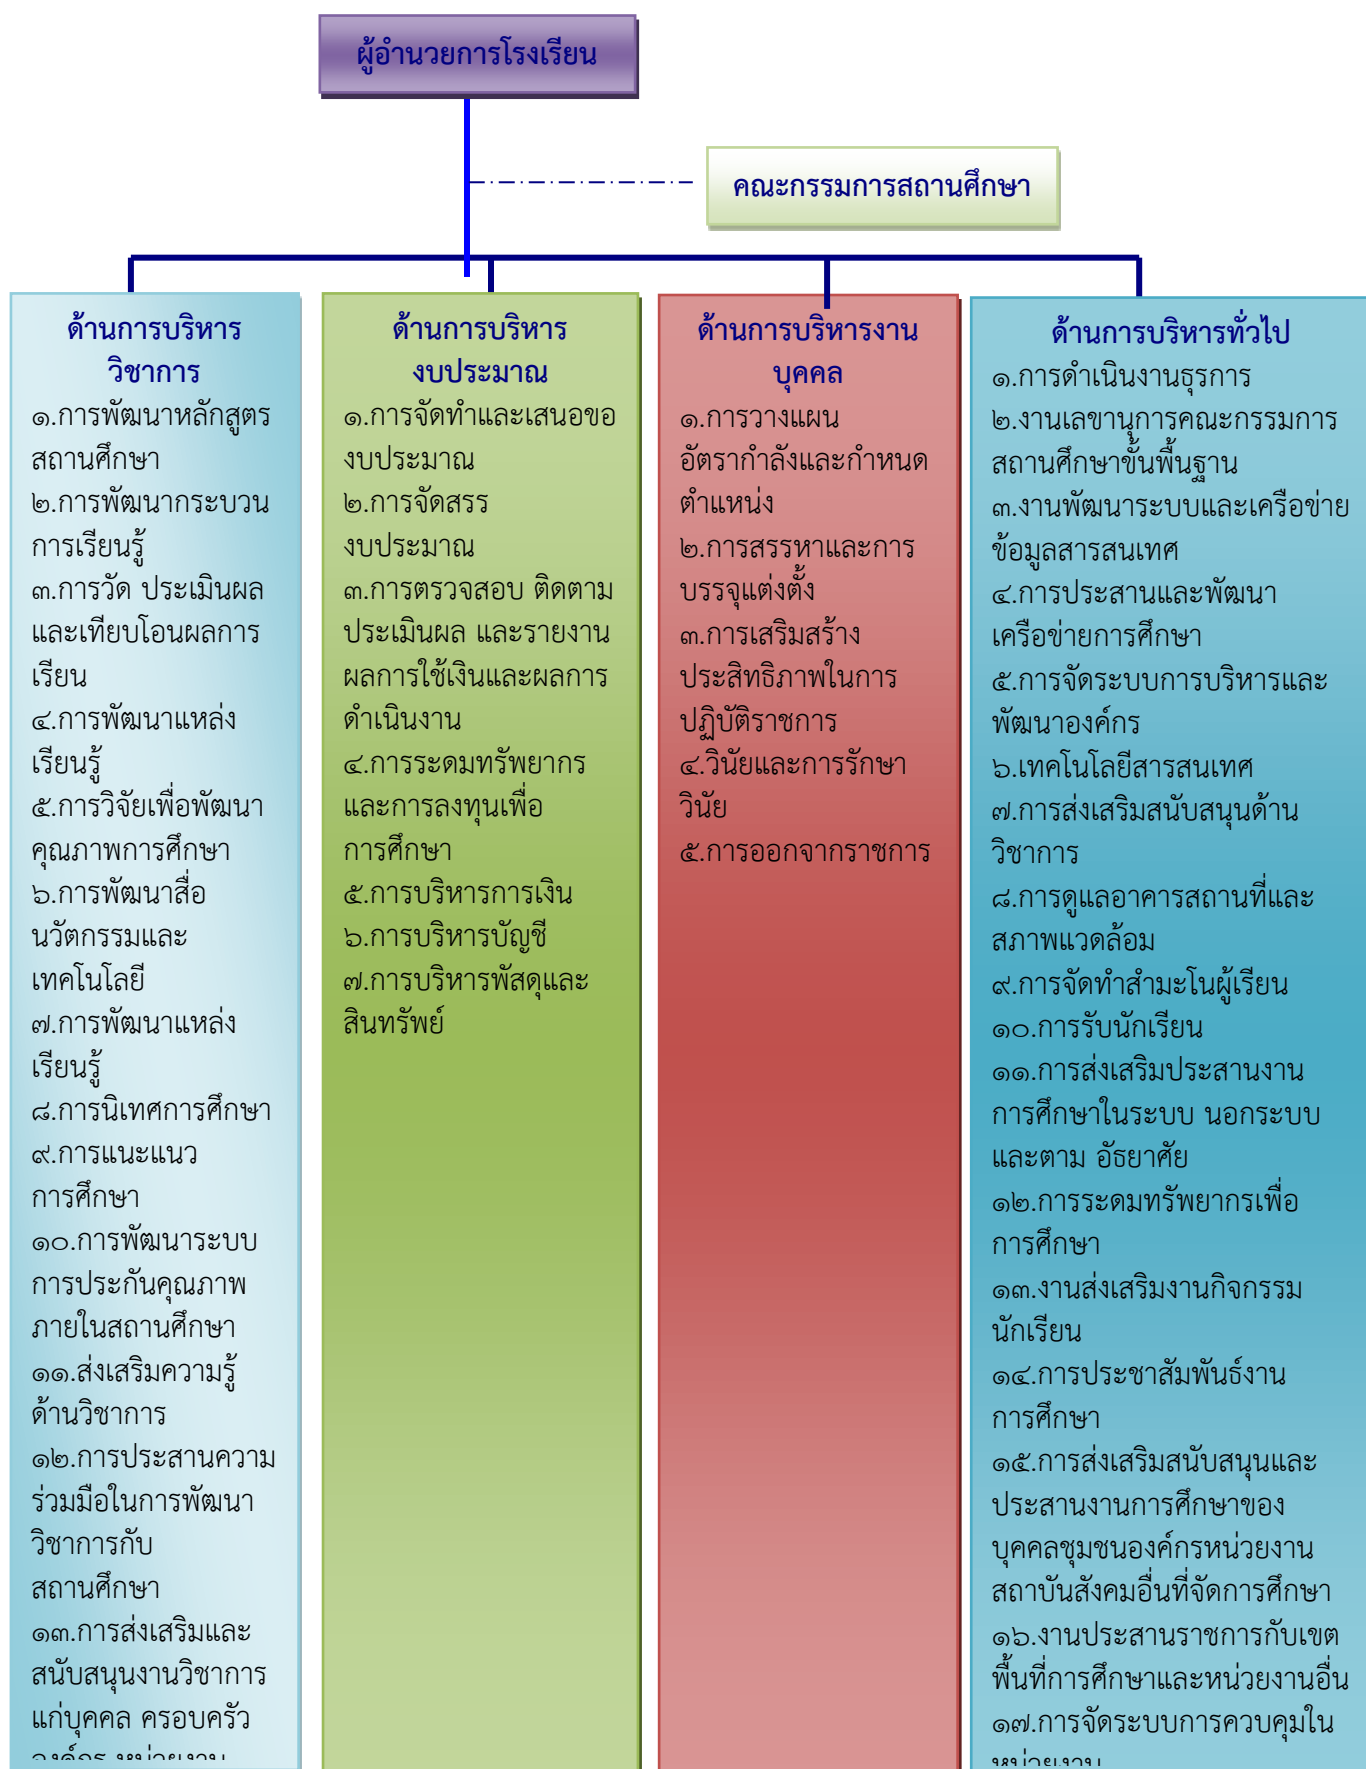 ผู้อำนวยการโรงเรียน
คณะกรรมการสถานศึกษา
ด้านการบริหาร
วิชาการ
๑.การพัฒนาหลักสูตร
สถานศึกษา
๒.การพัฒนากระบวน
การเรียนรู้
๓.การวัด ประเมินผล
และเทียบโอนผลการ
เรียน
๔.การพัฒนาแหล่ง
เรียนรู้
๕.การวิจัยเพื่อพัฒนา
คุณภาพการศึกษา
๖.การพัฒนาสื่อ
นวัตกรรมและ
เทคโนโลยี
๗.การพัฒนาแหล่ง
เรียนรู้
๘.การนิเทศการศึกษา
๙.การแนะแนว
การศึกษา
๑๐.การพัฒนาระบบ
การประกันคุณภาพ
ภายในสถานศึกษา
๑๑.ส่งเสริมความรู้
ด้านวิชาการ
๑๒.การประสานความ
ร่วมมือในการพัฒนา
วิชาการกับ
สถานศึกษา
๑๓.การส่งเสริมและ
สนับสนุนงานวิชาการ
แก่บุคคล ครอบครัว
องค์กร หน่วยงาน
ด้านการบริหาร
งบประมาณ
๑.การจัดทำและเสนอขอ
งบประมาณ
๒.การจัดสรร
งบประมาณ
๓.การตรวจสอบ ติดตาม
ประเมินผล และรายงาน
ผลการใช้เงินและผลการ
ดำเนินงาน
๔.การระดมทรัพยากร
และการลงทุนเพื่อ
การศึกษา
๕.การบริหารการเงิน
๖.การบริหารบัญชี
๗.การบริหารพัสดุและ
สินทรัพย์
ด้านการบริหารงาน
บุคคล
๑.การวางแผน
อัตรากำลังและกำหนด
ตำแหน่ง
๒.การสรรหาและการ
บรรจุแต่งตั้ง
๓.การเสริมสร้าง
ประสิทธิภาพในการ
ปฏิบัติราชการ
๔.วินัยและการรักษา
วินัย
๕.การออกจากราชการ
ด้านการบริหารทั่วไป
๑.การดำเนินงานธุรการ
๒.งานเลขานุการคณะกรรมการ
สถานศึกษาขั้นพื้นฐาน
๓.งานพัฒนาระบบและเครือข่าย
ข้อมูลสารสนเทศ
๔.การประสานและพัฒนา
เครือข่ายการศึกษา
๕.การจัดระบบการบริหารและ
พัฒนาองค์กร
๖.เทคโนโลยีสารสนเทศ
๗.การส่งเสริมสนับสนุนด้าน
วิชาการ
๘.การดูแลอาคารสถานที่และ
สภาพแวดล้อม
๙.การจัดทำสำมะโนผู้เรียน
๑๐.การรับนักเรียน
๑๑.การส่งเสริมประสานงาน
การศึกษาในระบบ นอกระบบ
และตาม อัธยาศัย
๑๒.การระดมทรัพยากรเพื่อ
การศึกษา
๑๓.งานส่งเสริมงานกิจกรรม
นักเรียน
๑๔.การประชาสัมพันธ์งาน
การศึกษา
๑๕.การส่งเสริมสนับสนุนและ
ประสานงานการศึกษาของ
บุคคลชุมชนองค์กรหน่วยงาน
สถาบันสังคมอื่นที่จัดการศึกษา
๑๖.งานประสานราชการกับเขต
พื้นที่การศึกษาและหน่วยงานอื่น
๑๗.การจัดระบบการควบคุมใน
หน่วยงาน